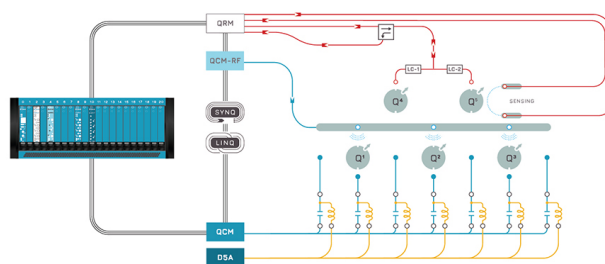 QRM
QCM-RF
SYNQ
LINQ
QCM
D5A
LC-1
LC-2
SENSING
Q⁴
Q⁵
Q¹
Q²
Q³